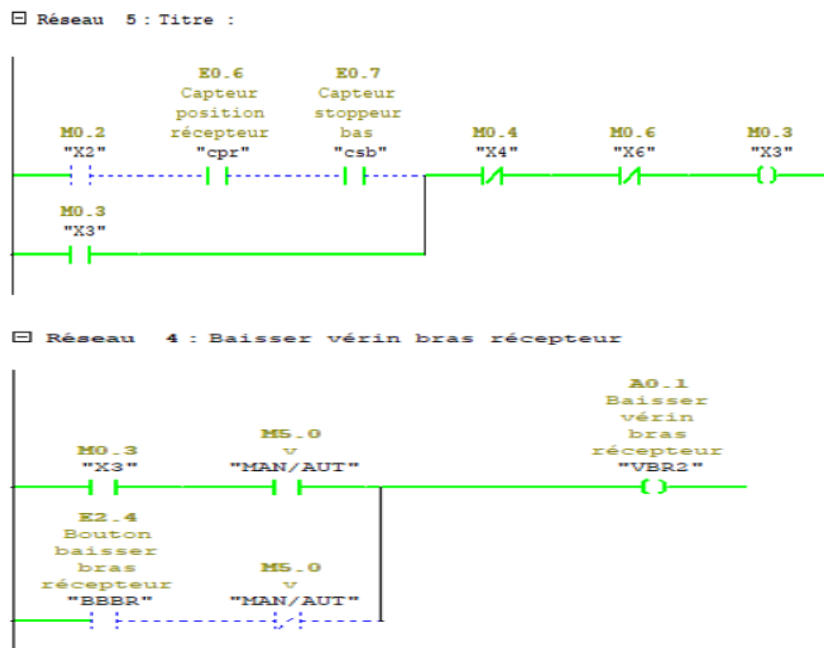 Réseau 5 : Titre :
E0.6 E0.7
Capteur Capteur
position stoppeur
M0.2 récepteur bas M0.4 M0.6 M0.3
"X2" "cpr" "csb" "X4" "X6" "X3"
M0.3
"X3"
Réseau 4 : Baisser vérin bras récepteur
A0.1
Baisser
vérin
M5.0 bras
M0.3 v récepteur
"X3" "MAN/AUT" "VBR2"
E2.4
Bouton
baisser
bras M5.0
récepteur v
"BBBR" "MAN/AUT"